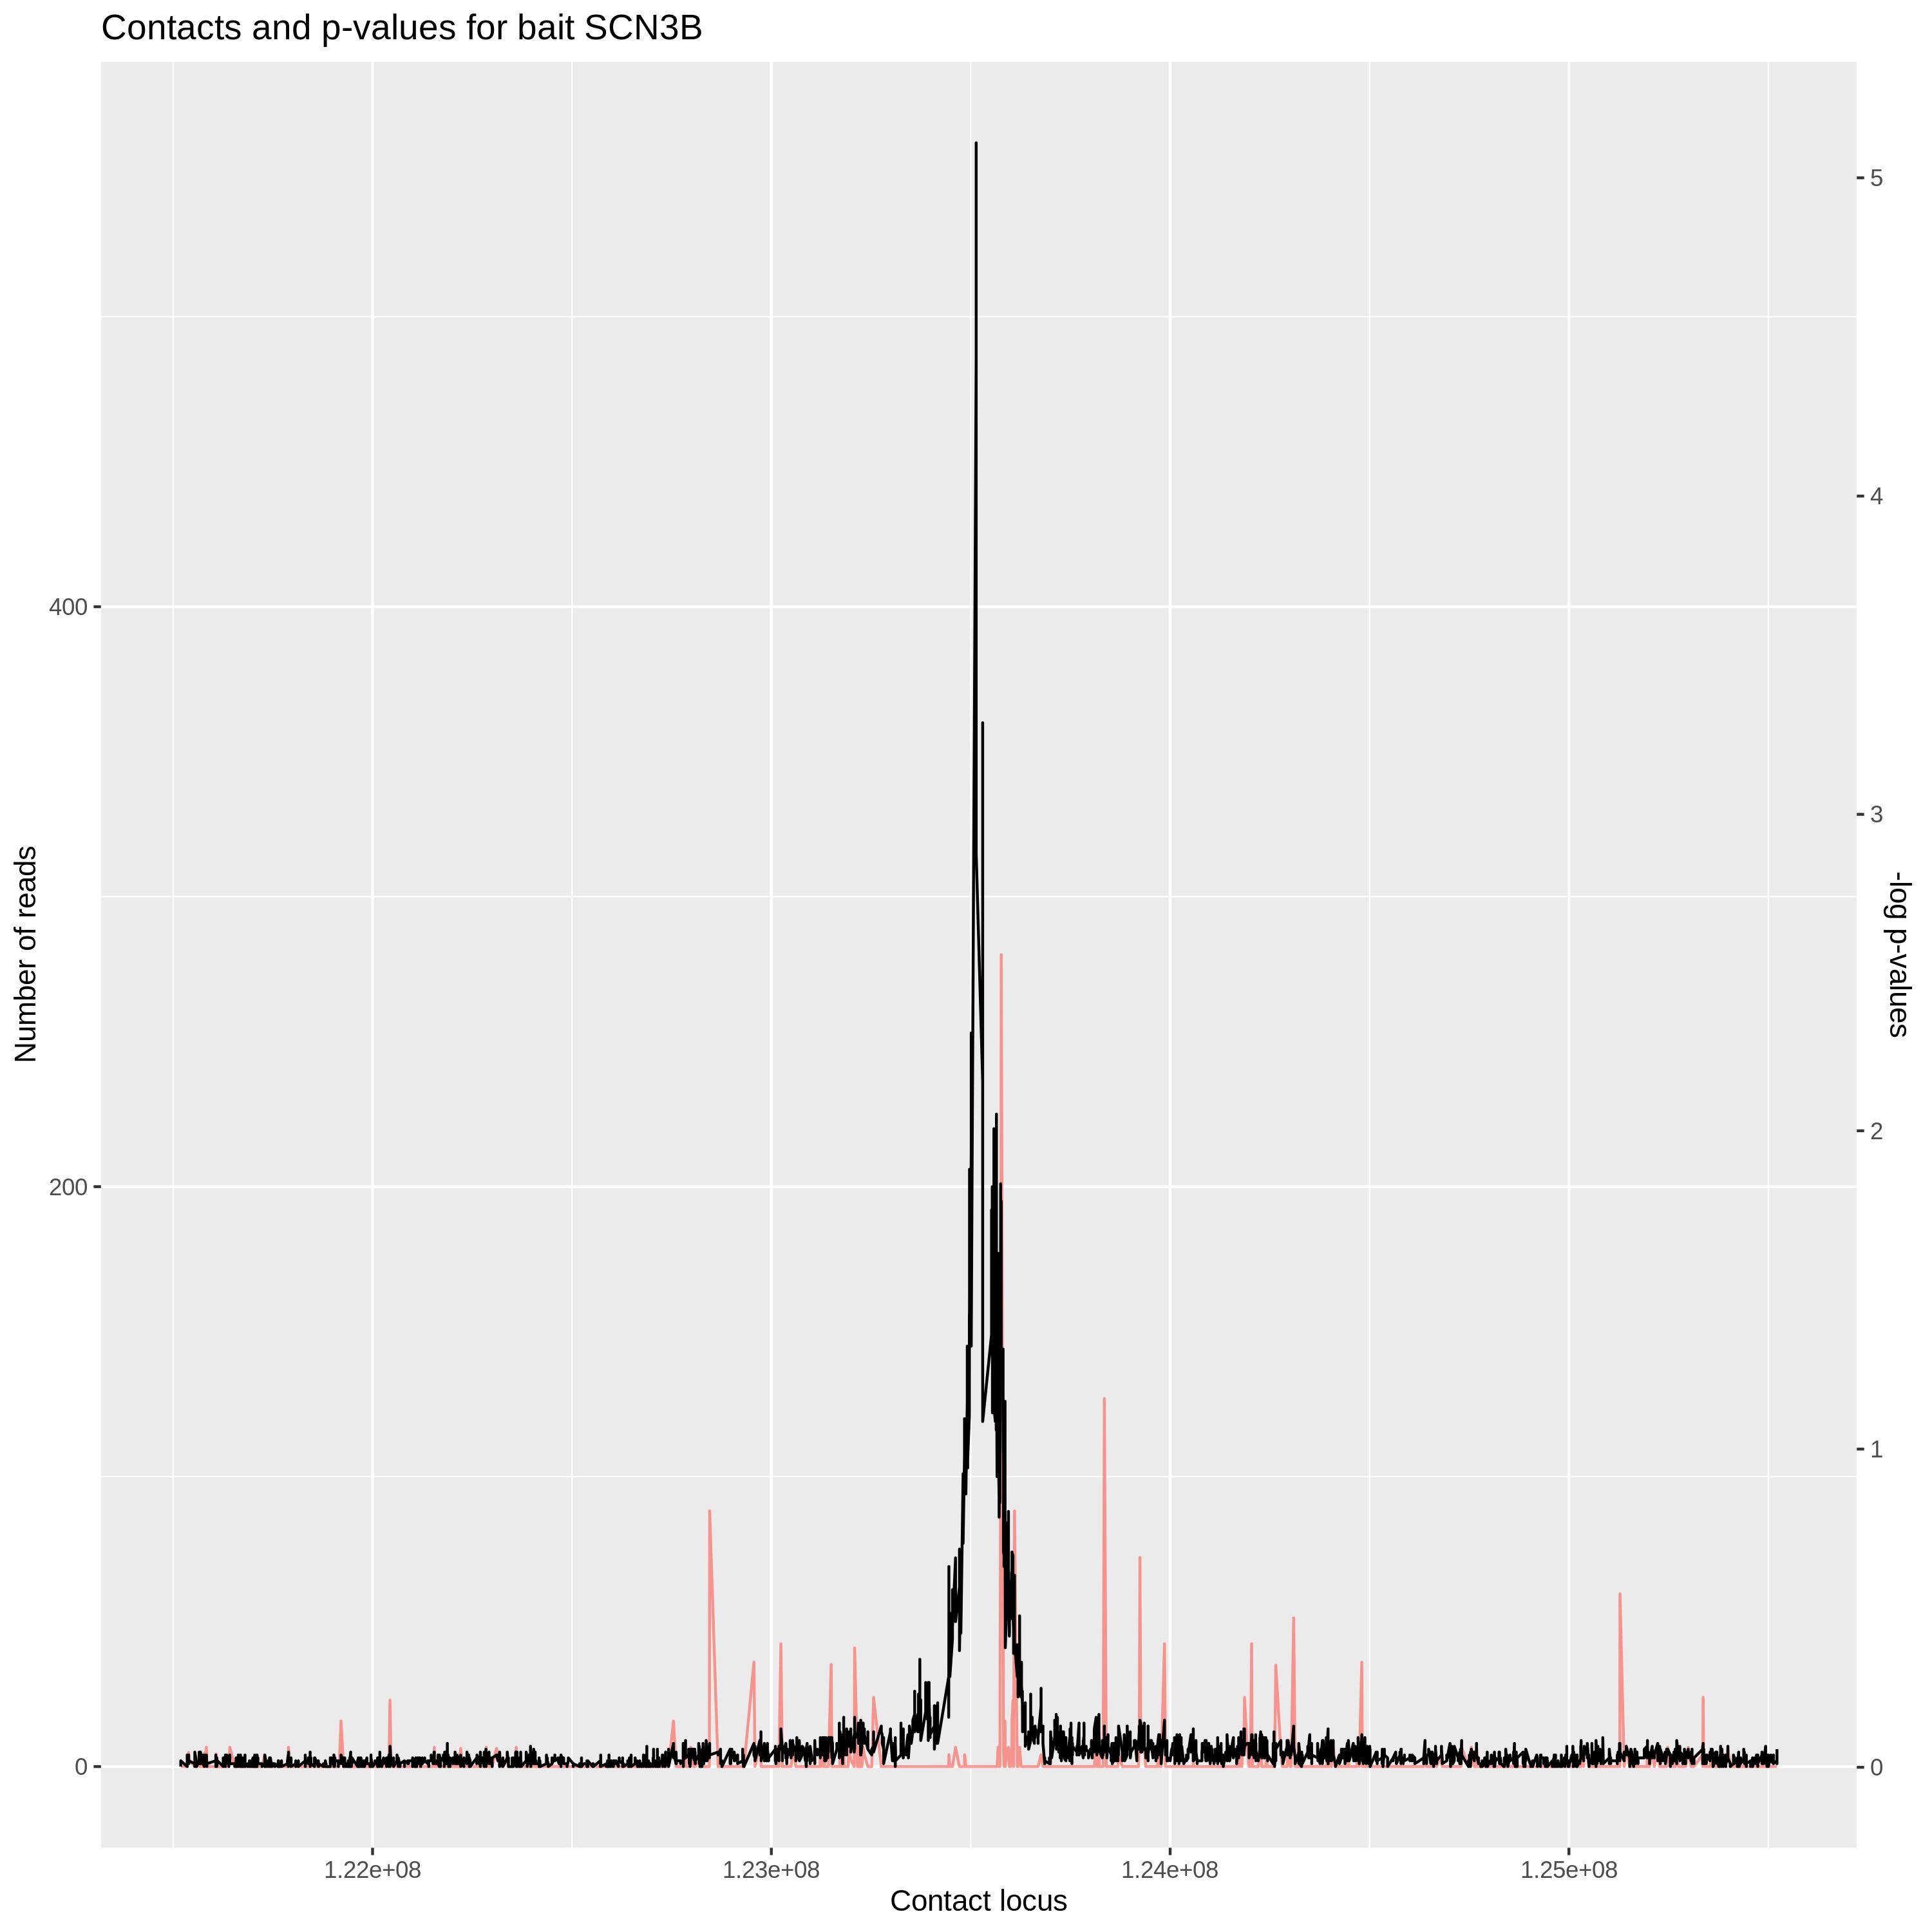 Contacts and p-values for bait SCN3B
Number of reads
400
200
0
5
4
3
2
1
0
-log p-values
1.22e+08
1.23e+08
1.24e+08
1.25e+08
Contact locus